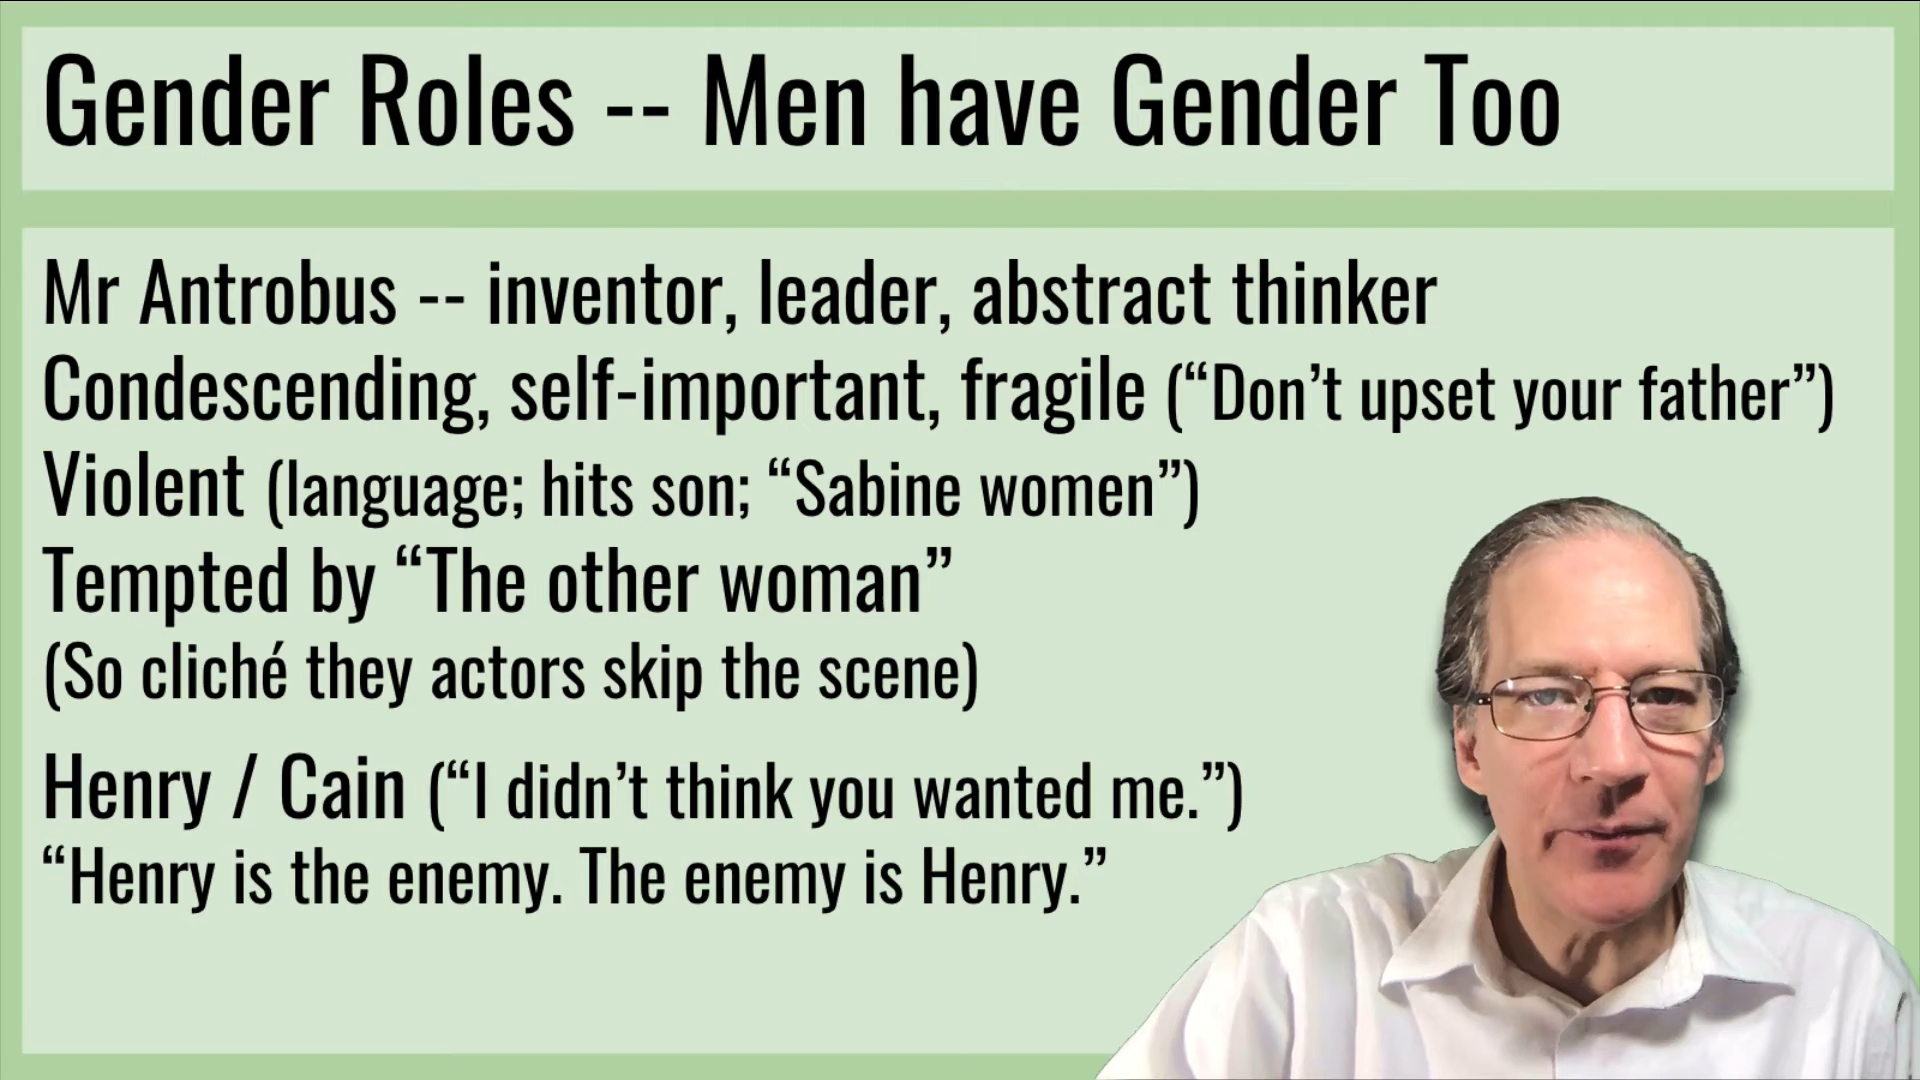 Gender Roles -- Men have Gender Too
Mr Antrobus -- inventor, leader, abstract thinker
Condescending, self-important, fragile (“Don’t upset your father”)
Violent (language; hits son; “Sabine women”)
Tempted by “The other woman”
(So cliché they actors skip the scene)
Henry / Cain (“I didn’t think you wanted me.”)
“Henry is the enemy. The enemy is Henry.”